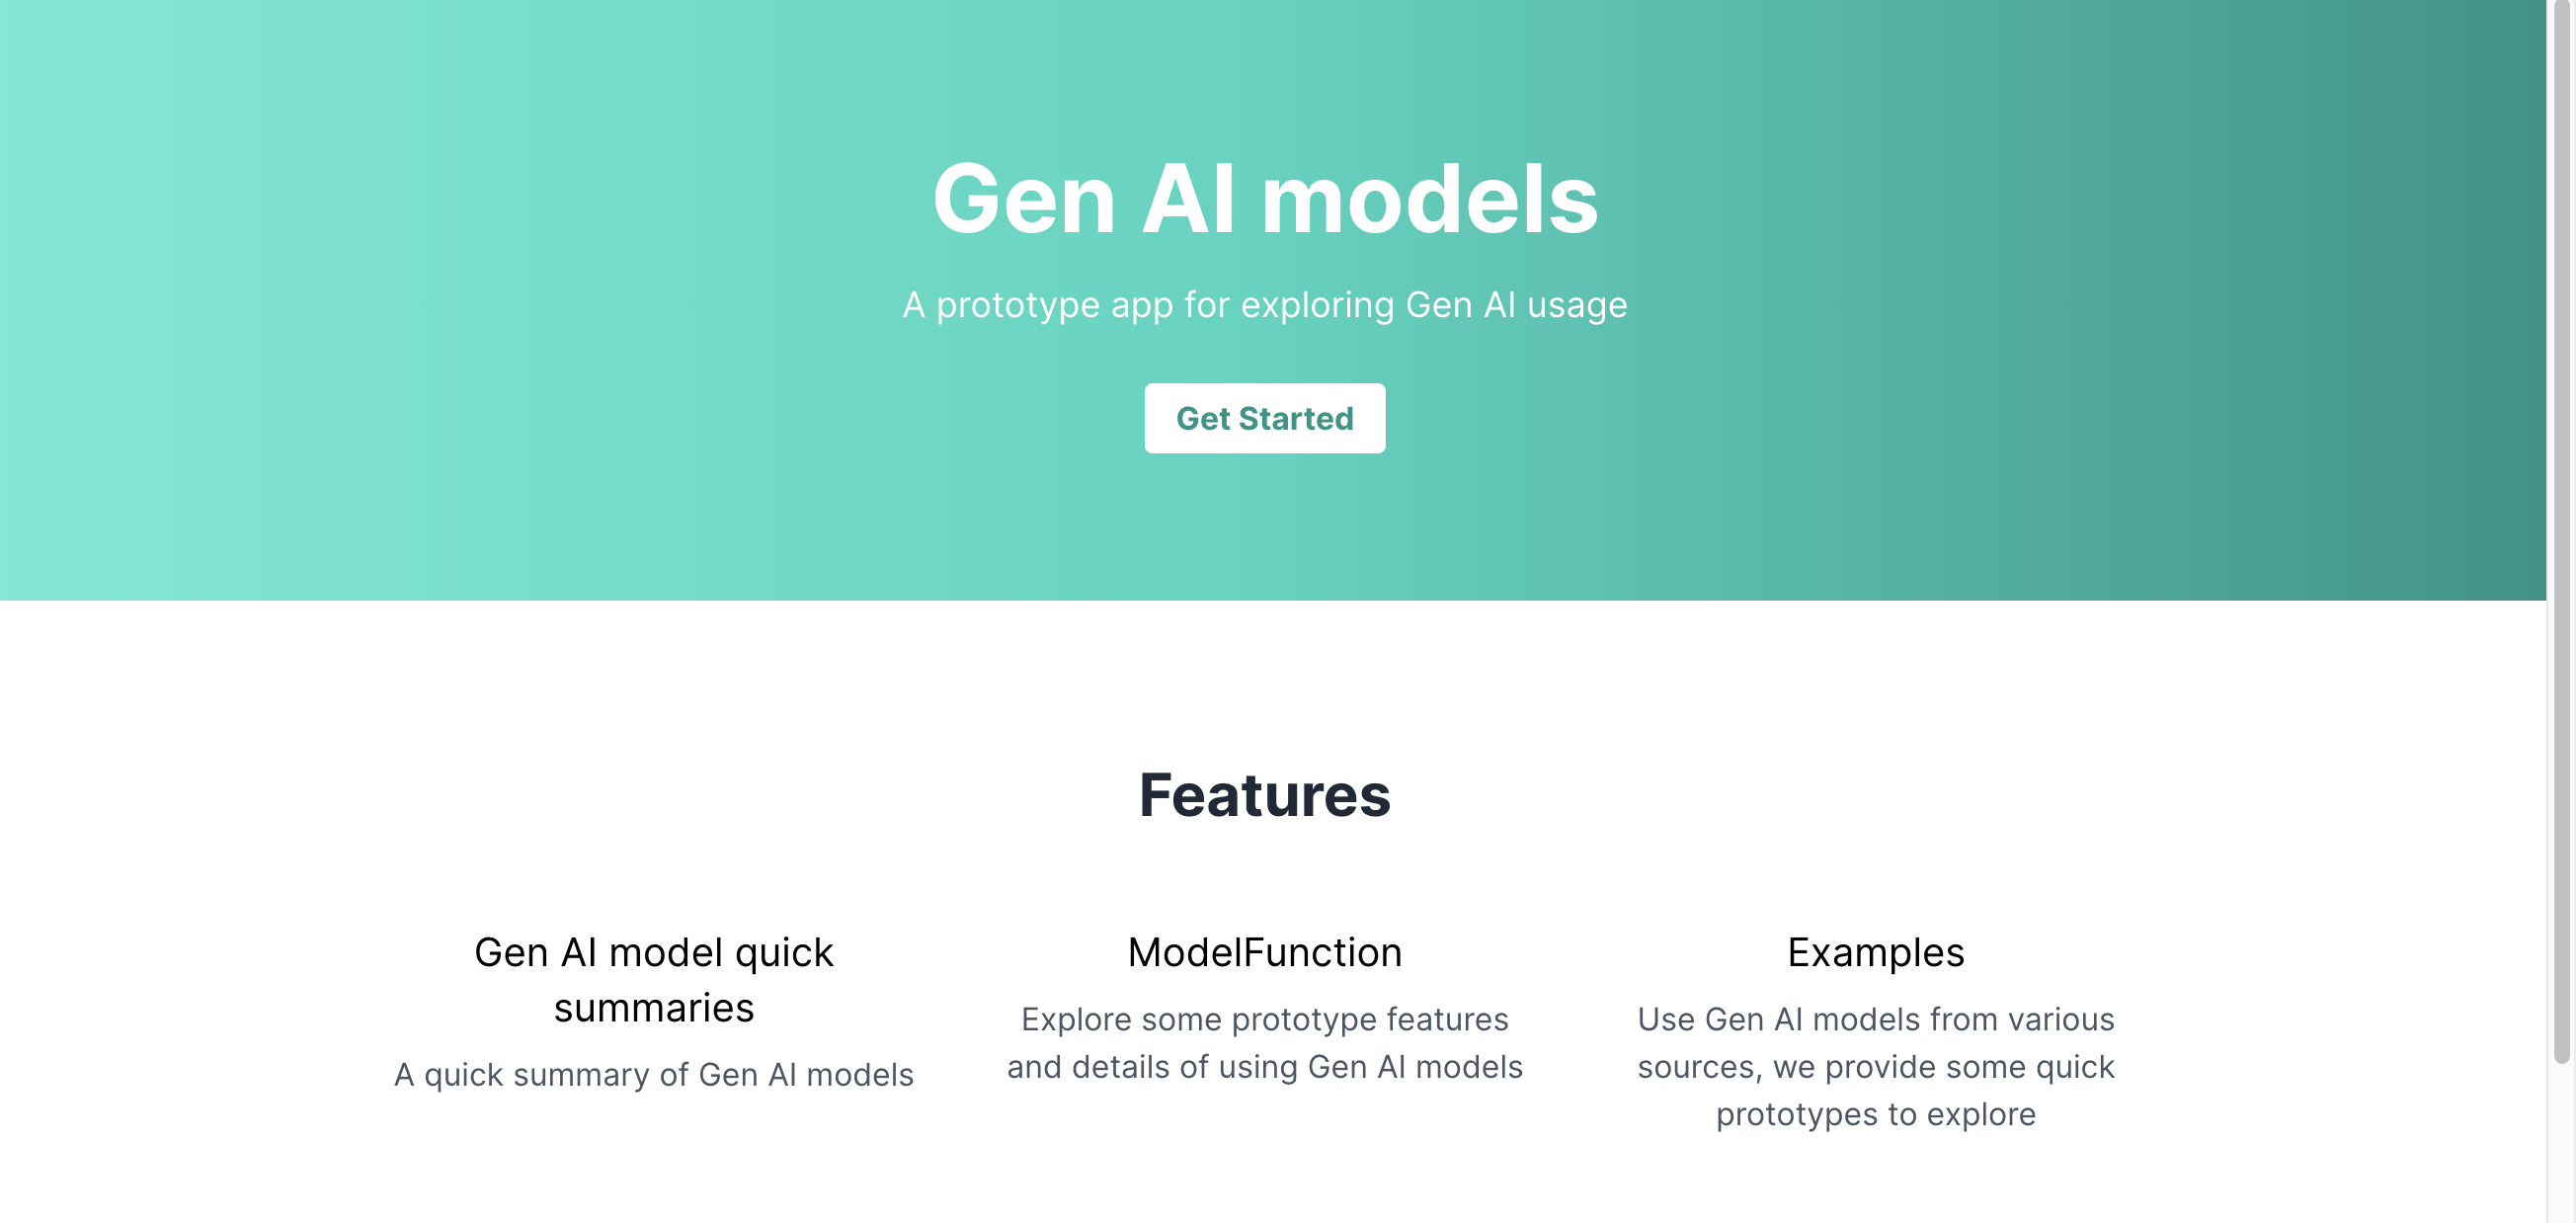 Gen AI models
A prototype app for exploring Gen AI usage
Get Started
Features
Gen AI model quick
summaries
A quick summary of Gen AI models
ModelFunction
Explore some prototype features
and details of using Gen AI models
Examples
Use Gen AI models from various
sources, we provide some quick
prototypes to explore